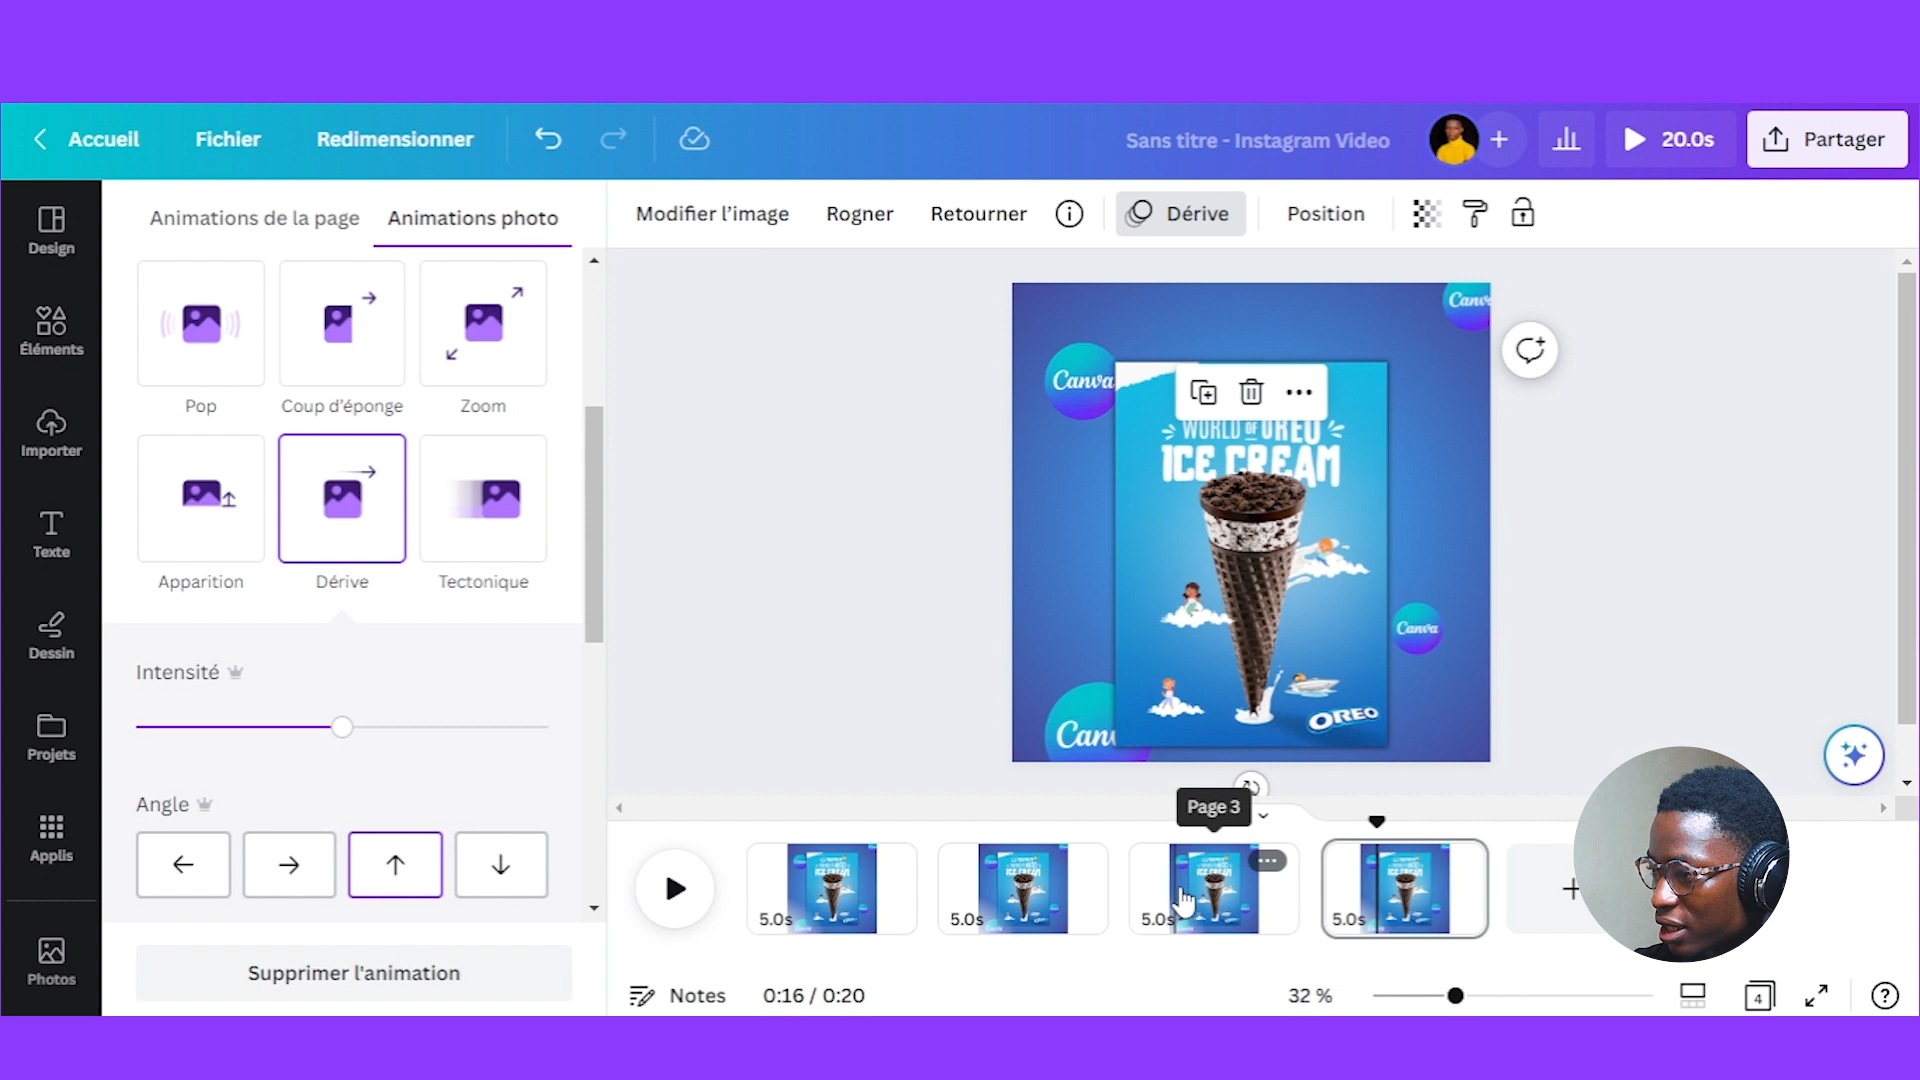 Accueil
Fichier
Redimensionner
Sans titre - Instagram Video
20.0s
Partager
Design
Éléments
Importer
Texte
Dessin
Projets
Applis
Photos
Animations de la page
Animations photo
Pop
Coup d’éponge
Zoom
Apparition
Dérive
Tectonique
Intensité
Angle
Supprimer l'animation
Modifier l’image
Rogner
Retourner
Dérive
Position
Canva
Canva
WORLD OF OREO
ICE CREAM
Canva
Canva
OREO
Page 3
5.0s
5.0s
5.0s
5.0s
Notes
0:16 / 0:20
32 %
4